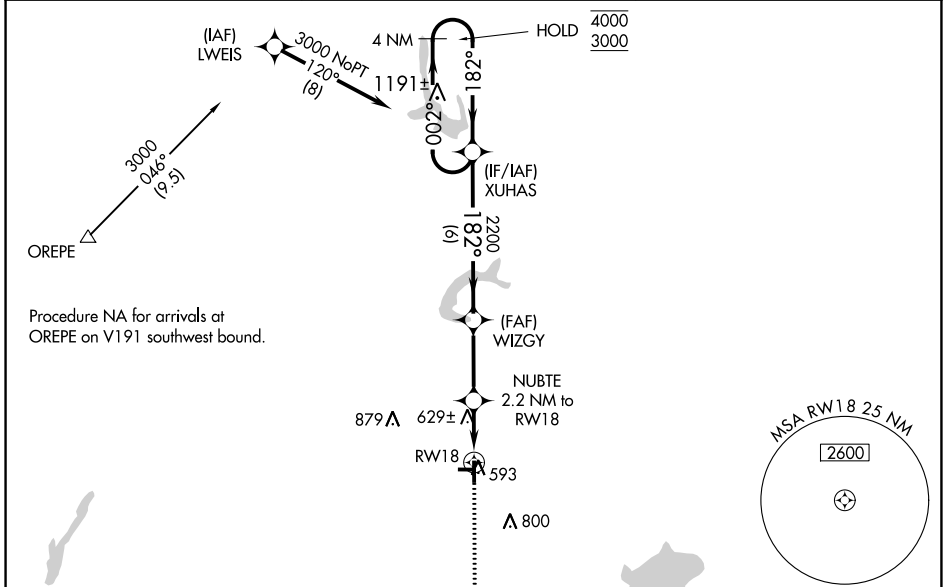 (IAF)
LWEIS
3000 NoPT
120°
(8)
4 NM
HOLD
4000
3000
1191±
002°
182°
(IF/IAF)
XUHAS
3000
046°
(9.5)
OREPE
2200
182°
(6)
Procedure NA for arrivals at
OREPE on V191 southwest bound.
(FAF)
WIZGY
NUBTE
2.2 NM to
RW18
879
629±
RW18
593
800
MSA RW18 25 NM
2600